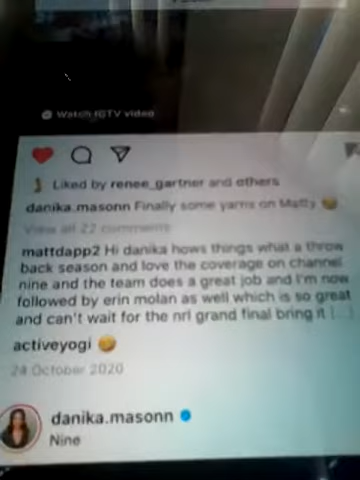 Watch IGTV video
Liked by renee_gartner and others
danika.masonn Finally some yarns on Matty
View all 22 comments
mattdapp2 Hi danika hows things what a throw
back season and love the coverage on channel
nine and the team does a great job and I'm now
followed by erin molan as well which is so great
and can't wait for the nrl grand final bring it [...]
activeyogi
24 October 2020
danika.masonn
Nine